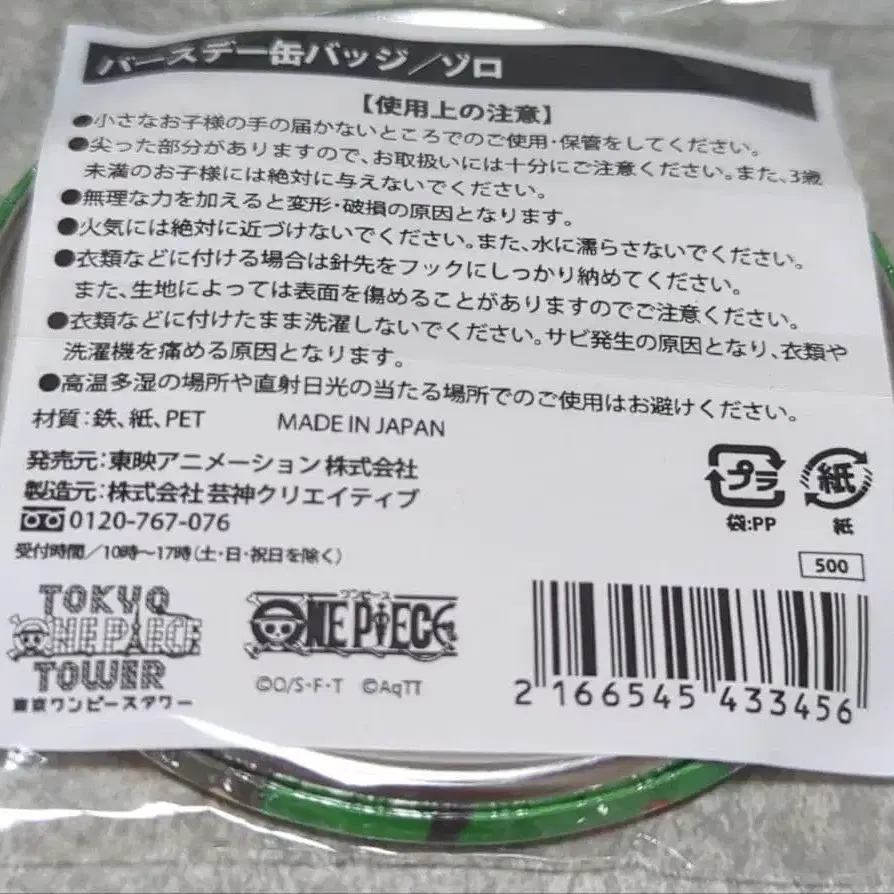 バースデー缶バッジ／ゾロ
【使用上の注意】
●小さなお子様の手の届かないところでのご使用・保管をしてください。
●尖った部分がありますので、お取扱いには十分にご注意ください。また、3歳
未満のお子様には絶対に与えないでください。
●無理な力を加えると変形・破損の原因となります。
●火気には絶対に近づけないでください。また、水に濡らさないでください。
●衣類などに付ける場合は針先をフックにしっかり納めてください。
また、生地によっては表面を傷めることがありますのでご注意ください。
●衣類などに付けたまま洗濯しないでください。サビ発生の原因となり、衣類や
洗濯機を痛める原因となります。
●高温多湿の場所や直射日光の当たる場所でのご使用はお避けください。
材質：鉄、紙、PET MADE IN JAPAN
発売元：東映アニメーション株式会社
製造元：株式会社 芸神クリエイティブ
0120-767-076
受付時間／10時～17時（土・日・祝日を除く）
プラ
袋:PP
紙
紙
500
TOKYO
ONE PIECE
TOWER
東京ワンピースタワー
ワンピース
ONE PIECE
©O/S・F・T ©AqTT
2 166545 433456